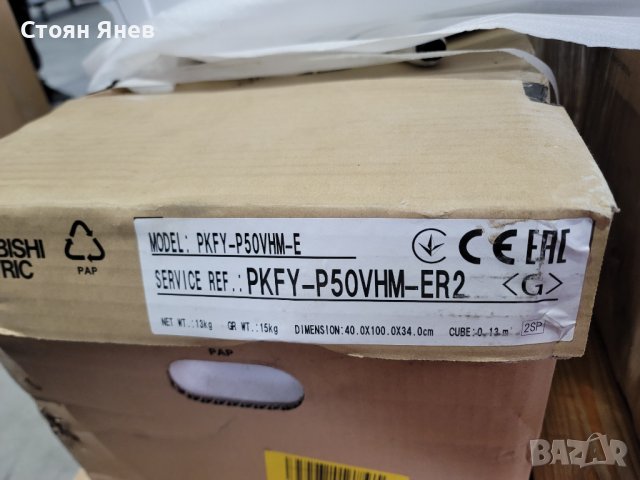 Стоян Янев
BISHI
RIC
PAP
MODEL: PKFY-P50VHM-E
CE EAC
SERVICE REF.: PKFY-P50VHM-ER2 <G>
NET WT.:13kg GR WT.:15kg DIMENSION:40.0X100.0X34.0cm CUBE:0.13 m 2SP
PAP
BAZAR